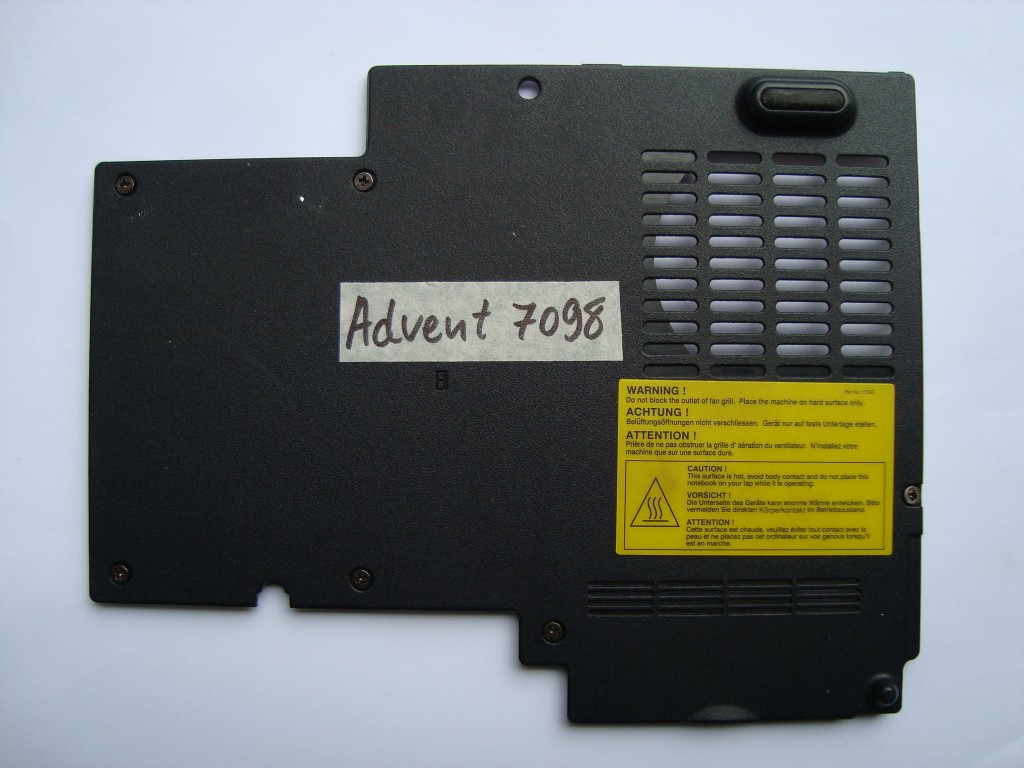 Advent 7098
WARNING !
Do not block the outlet of fan grill. Place the machine on hard surface only.
ACHTUNG !
Belüftungsöffnungen nicht verschliessen. Gerät nur auf feste Unterlage stellen.
ATTENTION !
Prière de ne pas obstruer la grille d' aération du ventilateur. N'installez votre
machine que sur une surface dure.
CAUTION !
This surface is hot, avoid body contact and do not place this
notebook on your lap while it is operating.
VORSICHT !
Die Unterseite des Geräts kann enorme Wärme entwickeln. Bitte
vermeiden Sie direkten Körperkontakt im Betriebszustand.
ATTENTION !
Cette surface est chaude, veuillez éviter tout contact avec la
peau et ne placez pas cet ordinateur sur vos genoux lorsqu'il
est en marche.